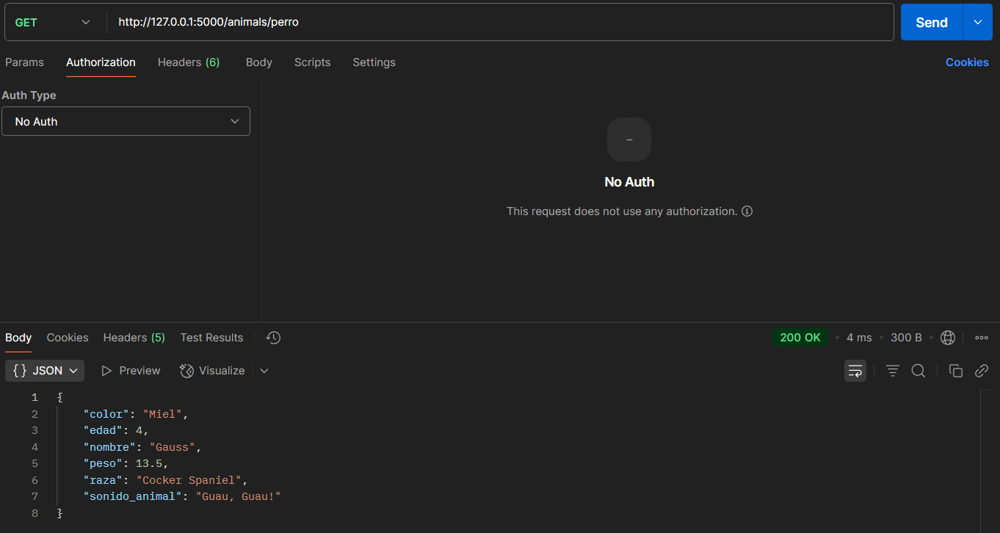 GET http://127.0.0.1:5000/animals/perro Send
Params Authorization Headers (6) Body Scripts Settings Cookies
Auth Type
No Auth
–
No Auth
This request does not use any authorization.
Body Cookies Headers (5) Test Results 200 OK • 4 ms • 300 B •
{} JSON Preview Visualize
1 {
2 "color": "Miel",
3 "edad": 4,
4 "nombre": "Gauss",
5 "peso": 13.5,
6 "raza": "Cocker Spaniel",
7 "sonido_animal": "Guau, Guau!"
8 }